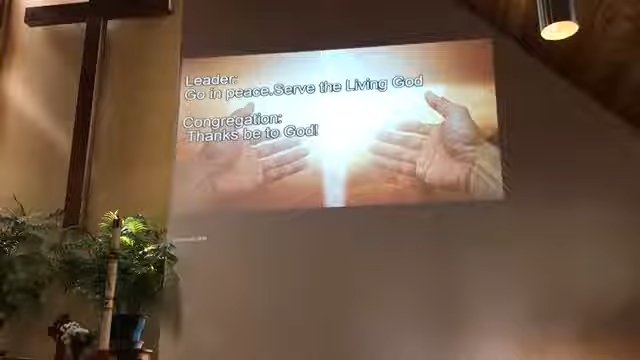 Leader:
Go in peace.Serve the Living God
Congregation:
Thanks be to God!